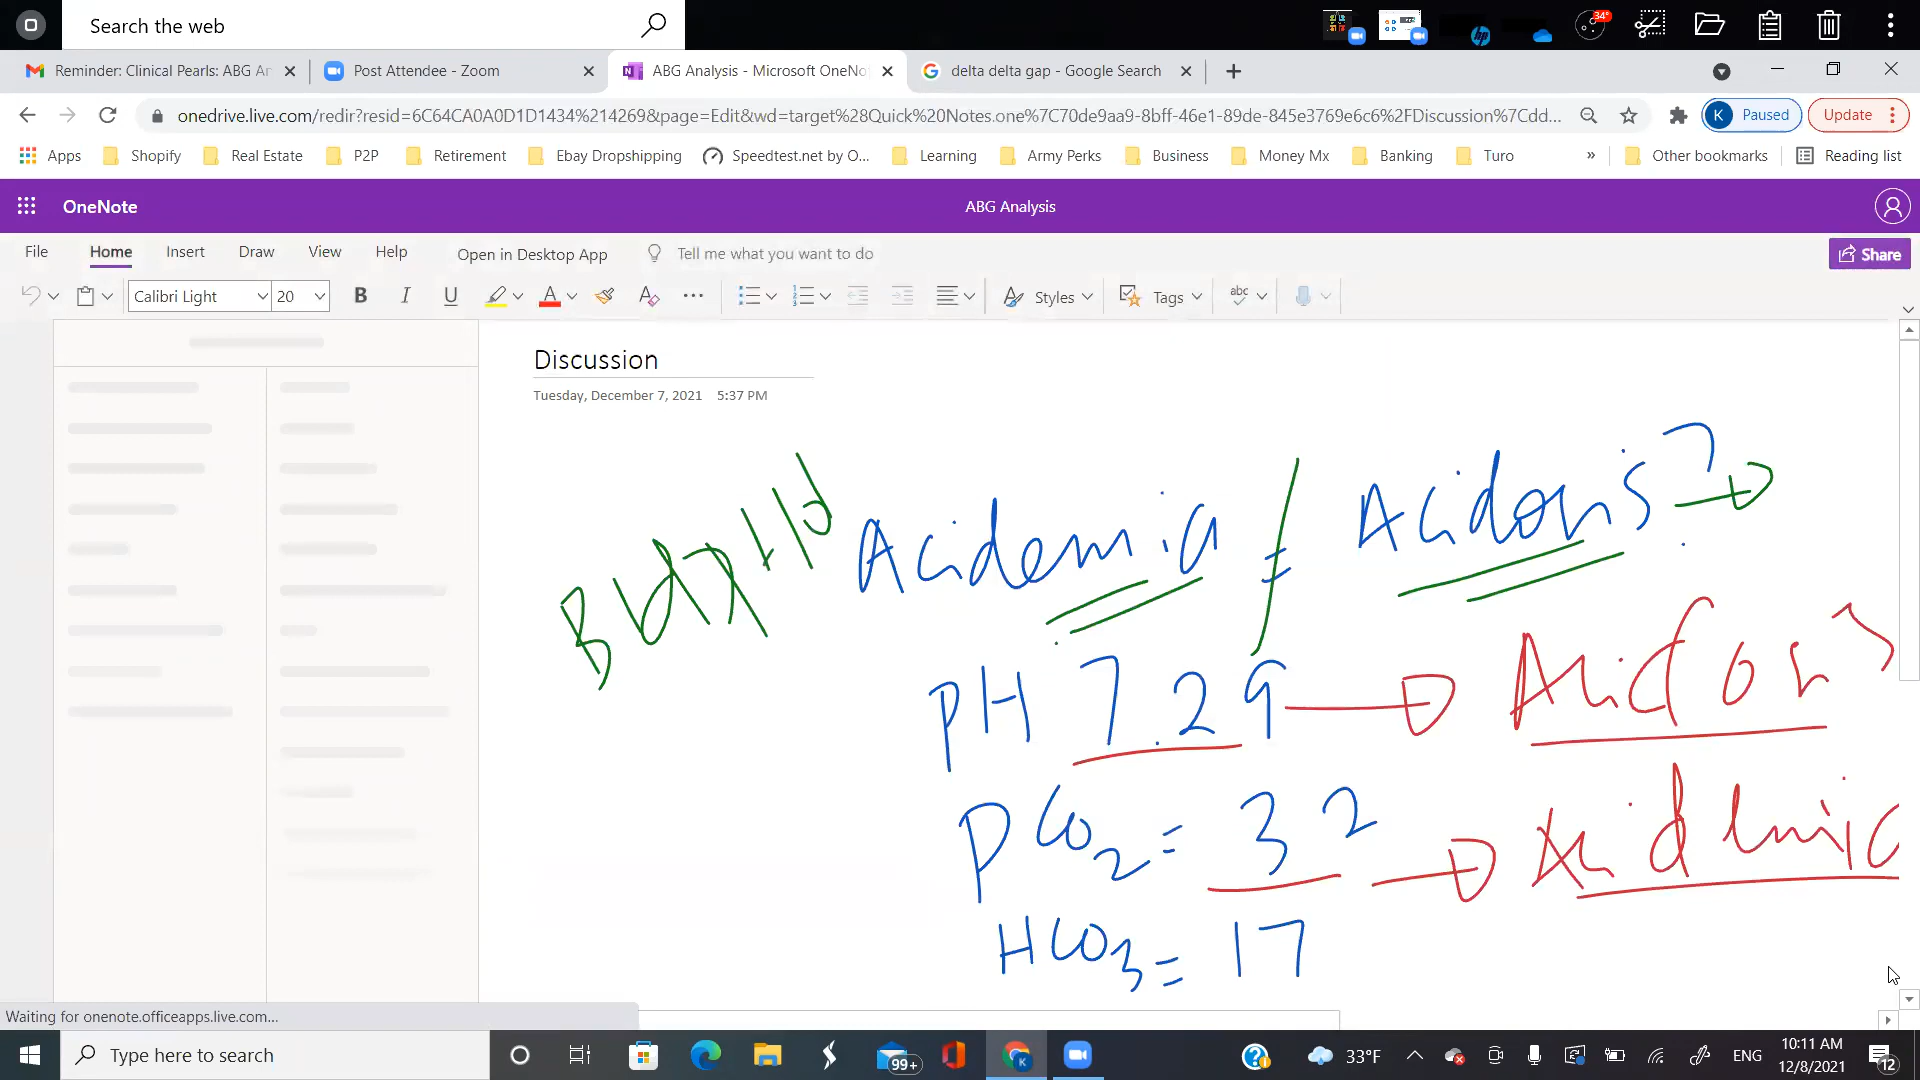 Search the web
34°
Reminder: Clinical Pearls: ABG An
Post Attendee - Zoom
ABG Analysis - Microsoft OneNo
delta delta gap - Google Search
onedrive.live.com/redir?resid=6C64CA0A0D1D1434%214269&page=Edit&wd=target%28Quick%20Notes.one%7C70de9aa9-8bff-46e1-89de-845e3769e6c6%2FDiscussion%7Cdd...
K Paused
Update
Apps
Shopify
Real Estate
P2P
Retirement
Ebay Dropshipping
Speedtest.net by O...
Learning
Army Perks
Business
Money Mx
Banking
Turo
»
Other bookmarks
Reading list
OneNote
ABG Analysis
File
Home
Insert
Draw
View
Help
Open in Desktop App
Tell me what you want to do
Share
Calibri Light
20
B I U
A
Styles
Tags
abc
Discussion
Tuesday, December 7, 2021 5:37 PM
Acidemia = Acidosis?
pH 7.29
PCO2 = 32
HCO3 = 17
Waiting for onenote.officeapps.live.com...
Type here to search
99+
33°F
ENG
10:11 AM
12/8/2021
12